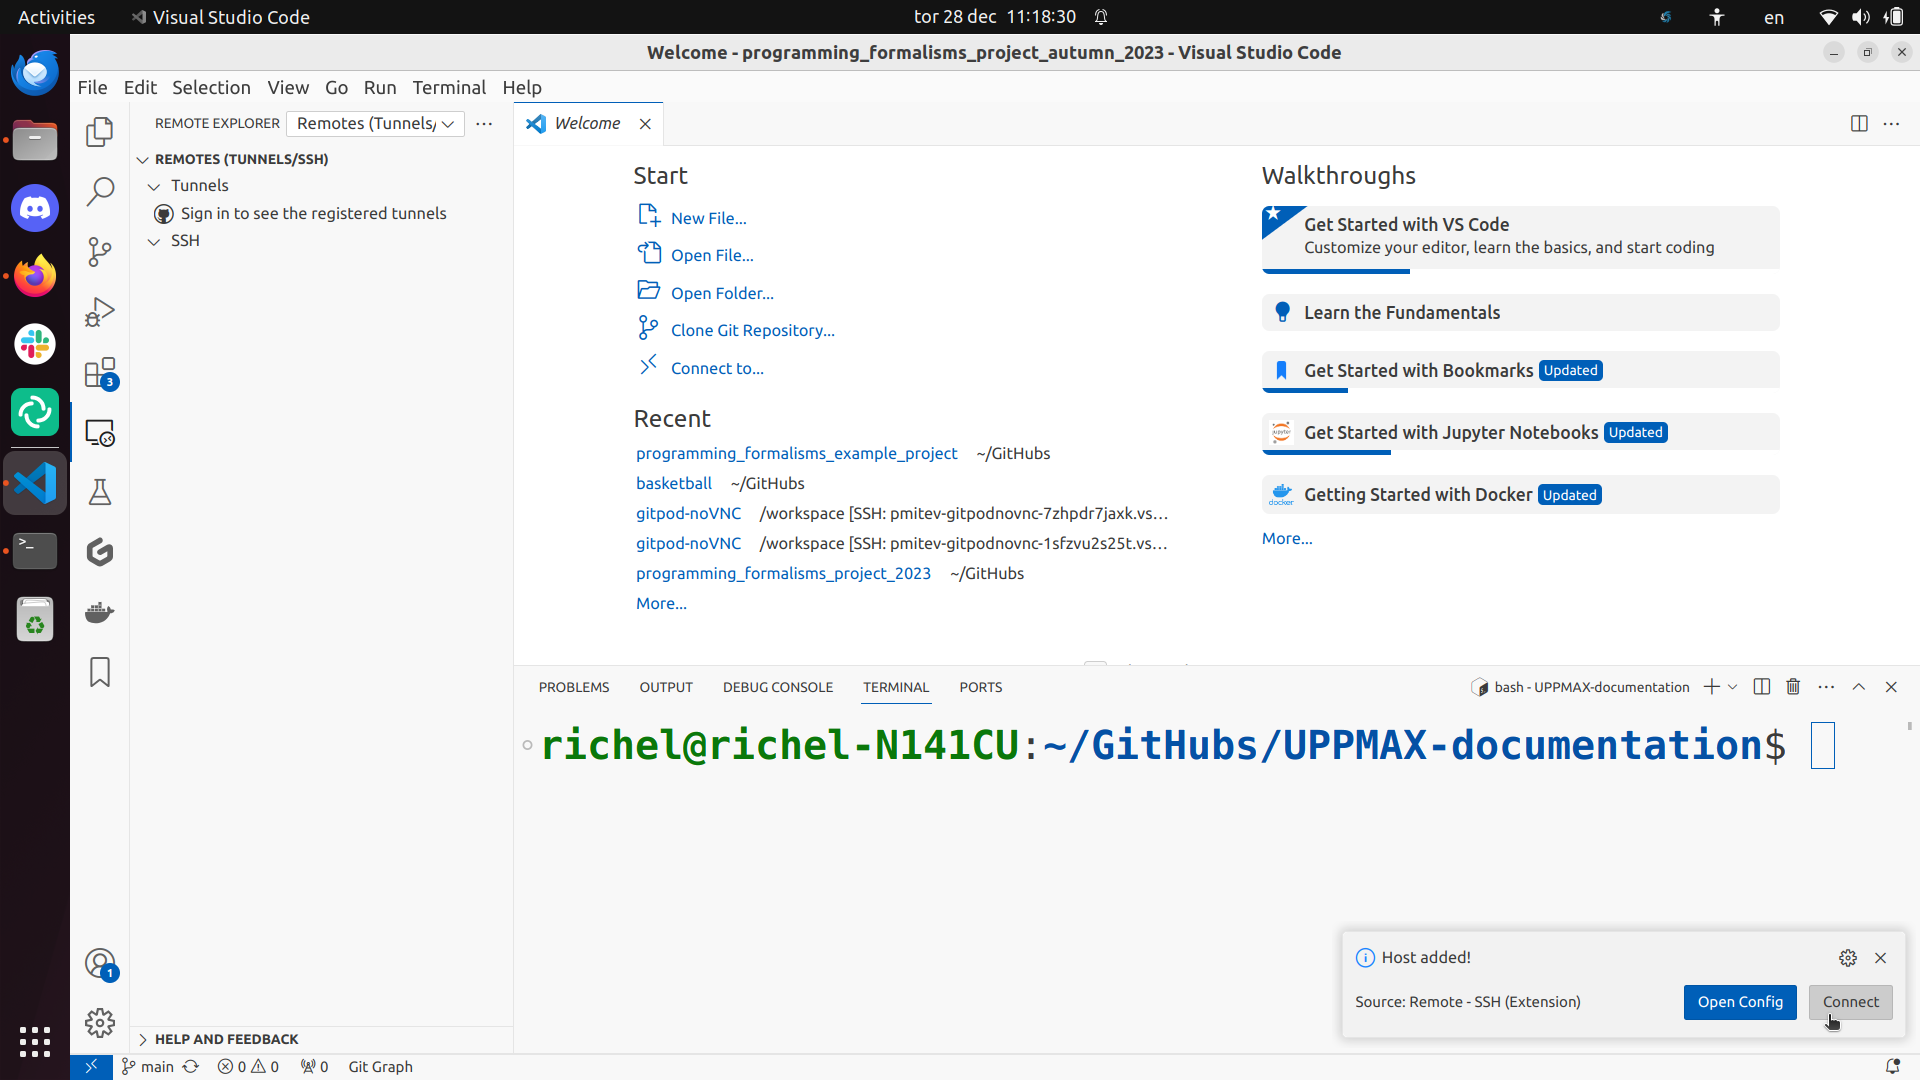 Activities
Visual Studio Code
tor 28 dec 11:18:30
en
Welcome - programming_formalisms_project_autumn_2023 - Visual Studio Code
File Edit Selection View Go Run Terminal Help
REMOTE EXPLORER
Remotes (Tunnels/
Welcome
REMOTES (TUNNELS/SSH)
Tunnels
Sign in to see the registered tunnels
SSH
3
1
HELP AND FEEDBACK
Start
New File...
Open File...
Open Folder...
Clone Git Repository...
Connect to...
Recent
programming_formalisms_example_project ~/GitHubs
basketball ~/GitHubs
gitpod-noVNC /workspace [SSH: pmitev-gitpodnovnc-7zhpdr7jaxk.vs...
gitpod-noVNC /workspace [SSH: pmitev-gitpodnovnc-1sfzvu2s25t.vs...
programming_formalisms_project_2023 ~/GitHubs
More...
Walkthroughs
Get Started with VS Code
Customize your editor, learn the basics, and start coding
Learn the Fundamentals
Get Started with Bookmarks Updated
jupyter
Get Started with Jupyter Notebooks Updated
docker
Getting Started with Docker Updated
More...
PROBLEMS OUTPUT DEBUG CONSOLE TERMINAL PORTS
bash - UPPMAX-documentation
richel@richel-N141CU:~/GitHubs/UPPMAX-documentation$
Host added!
Source: Remote - SSH (Extension)
Open Config
Connect
main 0 0 0 Git Graph